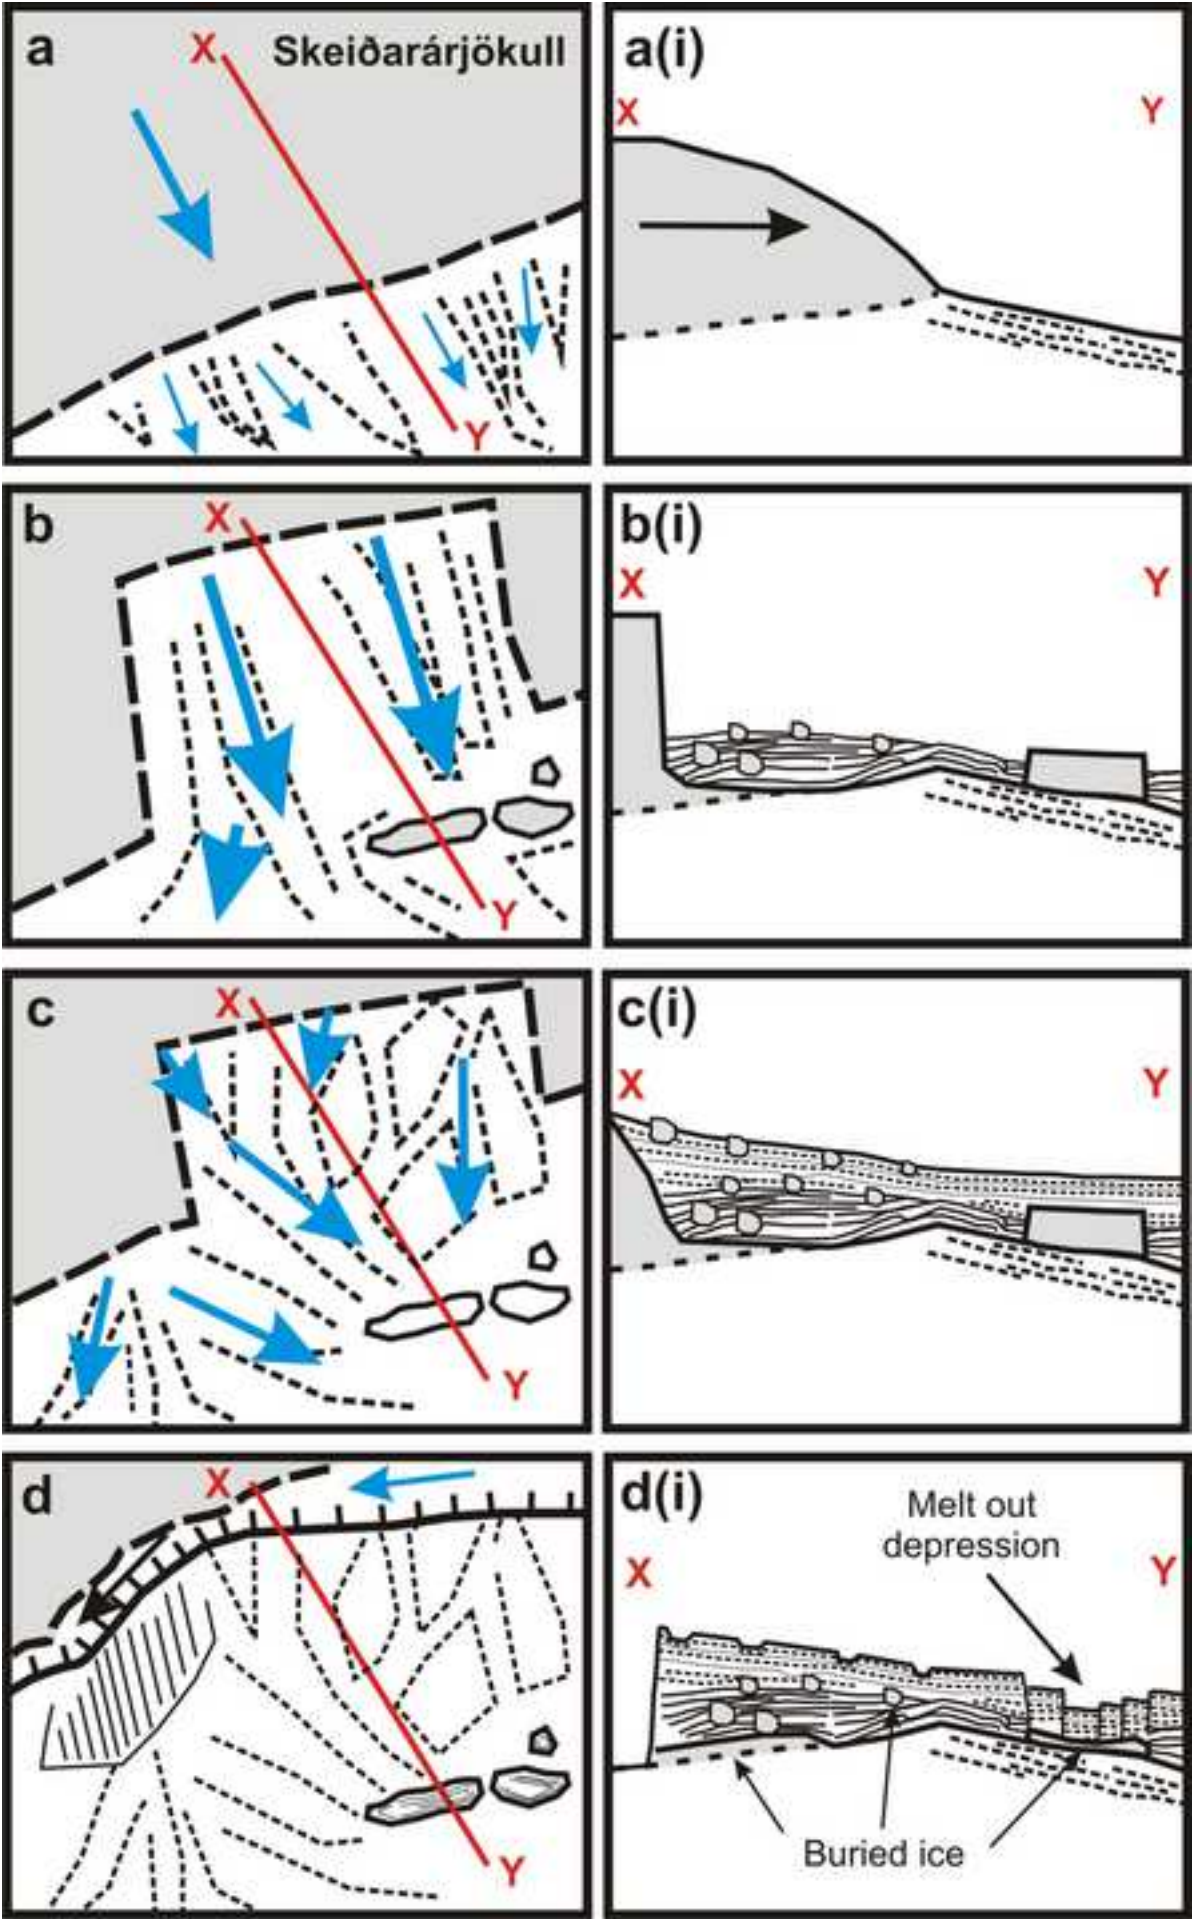 a
X
Skeiðarárjökull
Y
a(i)
X
Y
b
X
Y
b(i)
X
Y
c
X
Y
c(i)
X
Y
d
X
Y
d(i)
Melt out
depression
X
Y
Buried ice